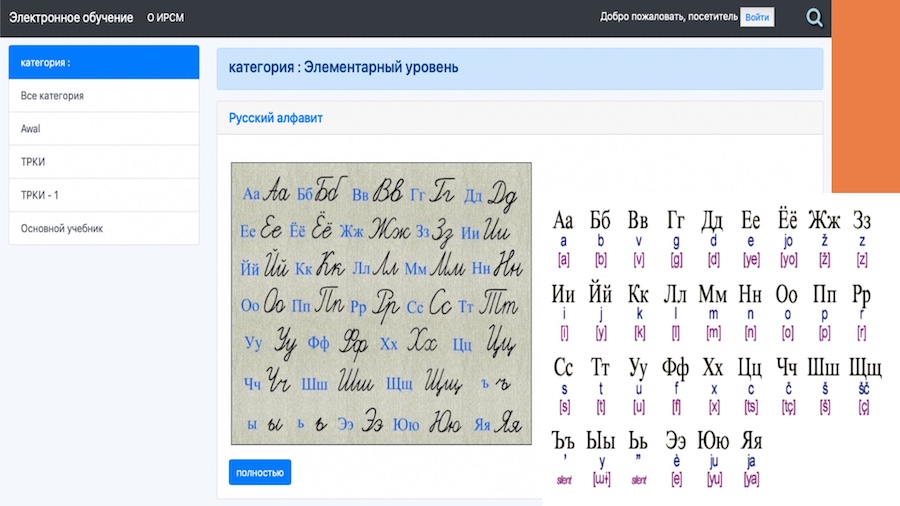 Электронное обучение О ИРСМ Добро пожаловать, посетитель Войти
категория :
Все категория
Awal
ТРКИ
ТРКИ - 1
Основной учебник
категория : Элементарный уровень
Русский алфавит
Аа Аа Бб Бб Вв Вв Гг Гг Дд Дд
Ее Ее Ёё Ёё Жж Жж Зз Зз Ии Ии
Йй Йй Кк Кк Лл Лл Мм Мм Нн Нн
Оо Оо Пп Пп Рр Рр Сс Сс Тт Тт
Уу Уу Фф Фф Хх Хх Цц Цц
Чч Чч Шш Шш Щщ Щщ ъ ъ
ы ы ь ь Ээ Ээ Юю Юю Яя Яя
полностью
Аа Бб Вв Гг Дд Ее Ёё Жж Зз
a b v g d e jo ž z
[a] [b] [v] [g] [d] [ye] [yo] [ž] [z]
Ии Йй Кк Лл Мм Нн Оо Пп Рр
i j k l m n o p r
[i] [y] [k] [l] [m] [n] [o] [p] [r]
Сс Тт Уу Фф Хх Цц Чч Шш Щщ
s t u f x c č š šč
[s] [t] [u] [f] [x] [ts] [tç] [š] [ç]
Ъъ Ыы Ьь Ээ Юю Яя
’ y ” è ju ja
silent [ɯɨ] silent [e] [yu] [ya]